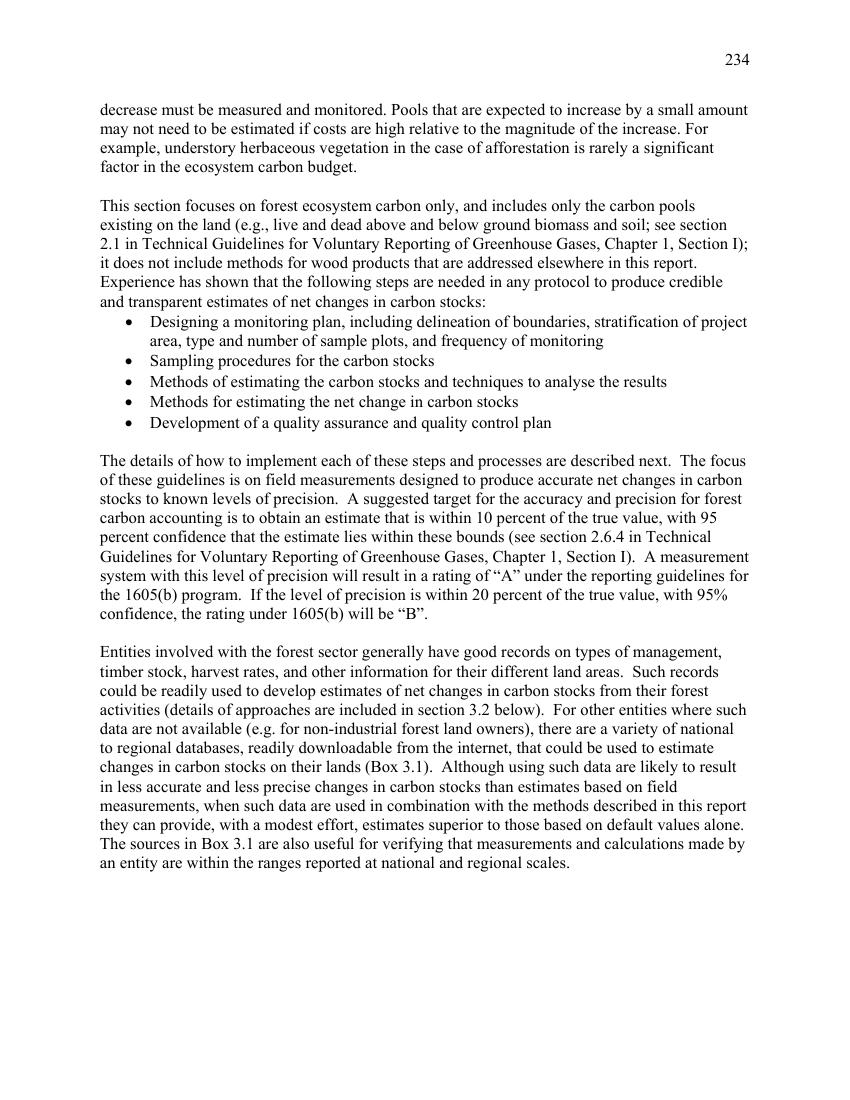 234
decrease must be measured and monitored. Pools that are expected to increase by a small amount
may not need to be estimated if costs are high relative to the magnitude of the increase. For
example, understory herbaceous vegetation in the case of afforestation is rarely a significant
factor in the ecosystem carbon budget.
This section focuses on forest ecosystem carbon only, and includes only the carbon pools
existing on the land (e.g., live and dead above and below ground biomass and soil; see section
2.1 in Technical Guidelines for Voluntary Reporting of Greenhouse Gases, Chapter 1, Section I);
it does not include methods for wood products that are addressed elsewhere in this report.
Experience has shown that the following steps are needed in any protocol to produce credible
and transparent estimates of net changes in carbon stocks:
• Designing a monitoring plan, including delineation of boundaries, stratification of project
area, type and number of sample plots, and frequency of monitoring
• Sampling procedures for the carbon stocks
• Methods of estimating the carbon stocks and techniques to analyse the results
• Methods for estimating the net change in carbon stocks
• Development of a quality assurance and quality control plan
The details of how to implement each of these steps and processes are described next.  The focus
of these guidelines is on field measurements designed to produce accurate net changes in carbon
stocks to known levels of precision.  A suggested target for the accuracy and precision for forest
carbon accounting is to obtain an estimate that is within 10 percent of the true value, with 95
percent confidence that the estimate lies within these bounds (see section 2.6.4 in Technical
Guidelines for Voluntary Reporting of Greenhouse Gases, Chapter 1, Section I).  A measurement
system with this level of precision will result in a rating of “A” under the reporting guidelines for
the 1605(b) program.  If the level of precision is within 20 percent of the true value, with 95%
confidence, the rating under 1605(b) will be “B”.
Entities involved with the forest sector generally have good records on types of management,
timber stock, harvest rates, and other information for their different land areas.  Such records
could be readily used to develop estimates of net changes in carbon stocks from their forest
activities (details of approaches are included in section 3.2 below).  For other entities where such
data are not available (e.g. for non-industrial forest land owners), there are a variety of national
to regional databases, readily downloadable from the internet, that could be used to estimate
changes in carbon stocks on their lands (Box 3.1).  Although using such data are likely to result
in less accurate and less precise changes in carbon stocks than estimates based on field
measurements, when such data are used in combination with the methods described in this report
they can provide, with a modest effort, estimates superior to those based on default values alone.
The sources in Box 3.1 are also useful for verifying that measurements and calculations made by
an entity are within the ranges reported at national and regional scales.